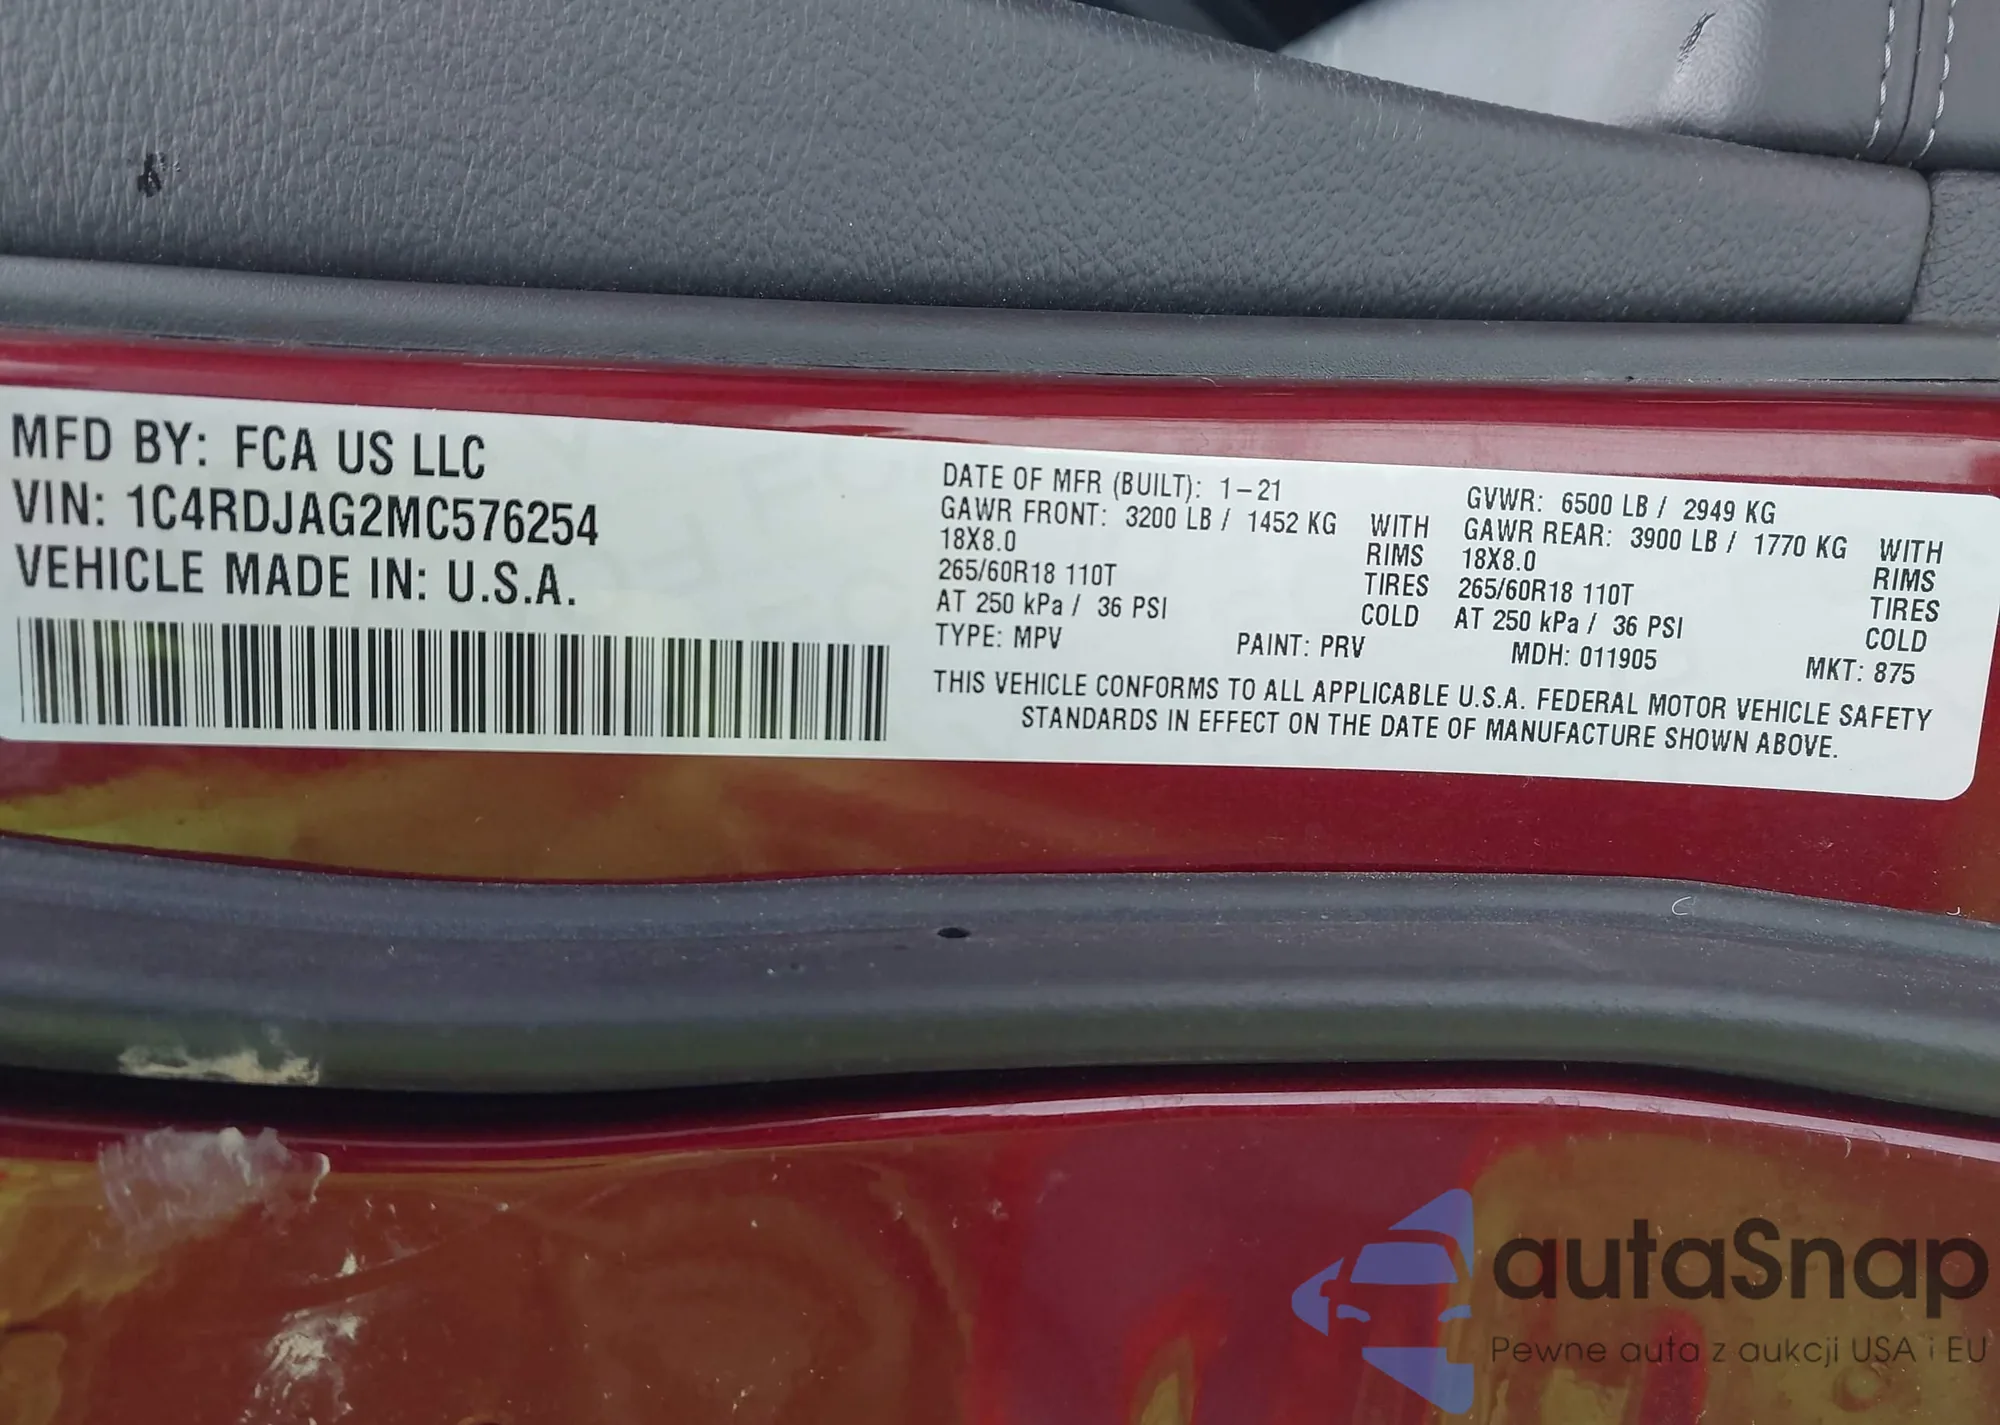 MFD BY: FCA US LLC
VIN: 1C4RDJAG2MC576254
VEHICLE MADE IN: U.S.A.
DATE OF MFR (BUILT): 1-21 GVWR: 6500 LB / 2949 KG
GAWR FRONT: 3200 LB / 1452 KG WITH GAWR REAR: 3900 LB / 1770 KG WITH
18X8.0 RIMS 18X8.0 RIMS
265/60R18 110T TIRES 265/60R18 110T TIRES
AT 250 kPa / 36 PSI COLD AT 250 kPa / 36 PSI COLD
TYPE: MPV PAINT: PRV MDH: 011905 MKT: 875
THIS VEHICLE CONFORMS TO ALL APPLICABLE U.S.A. FEDERAL MOTOR VEHICLE SAFETY
STANDARDS IN EFFECT ON THE DATE OF MANUFACTURE SHOWN ABOVE.
autaSnap
Pewne auta z aukcji USA i EU